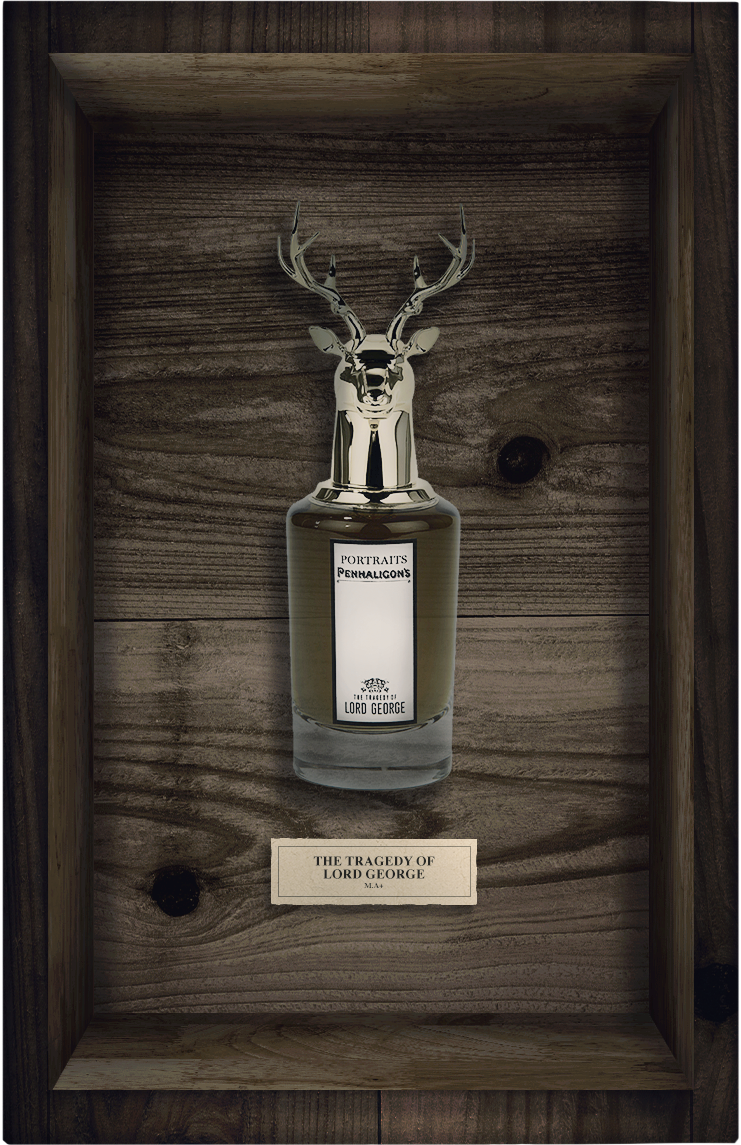 PORTRAITS
PENHALIGON'S
THE TRAGEDY OF
LORD GEORGE
THE TRAGEDY OF
LORD GEORGE
M.A+